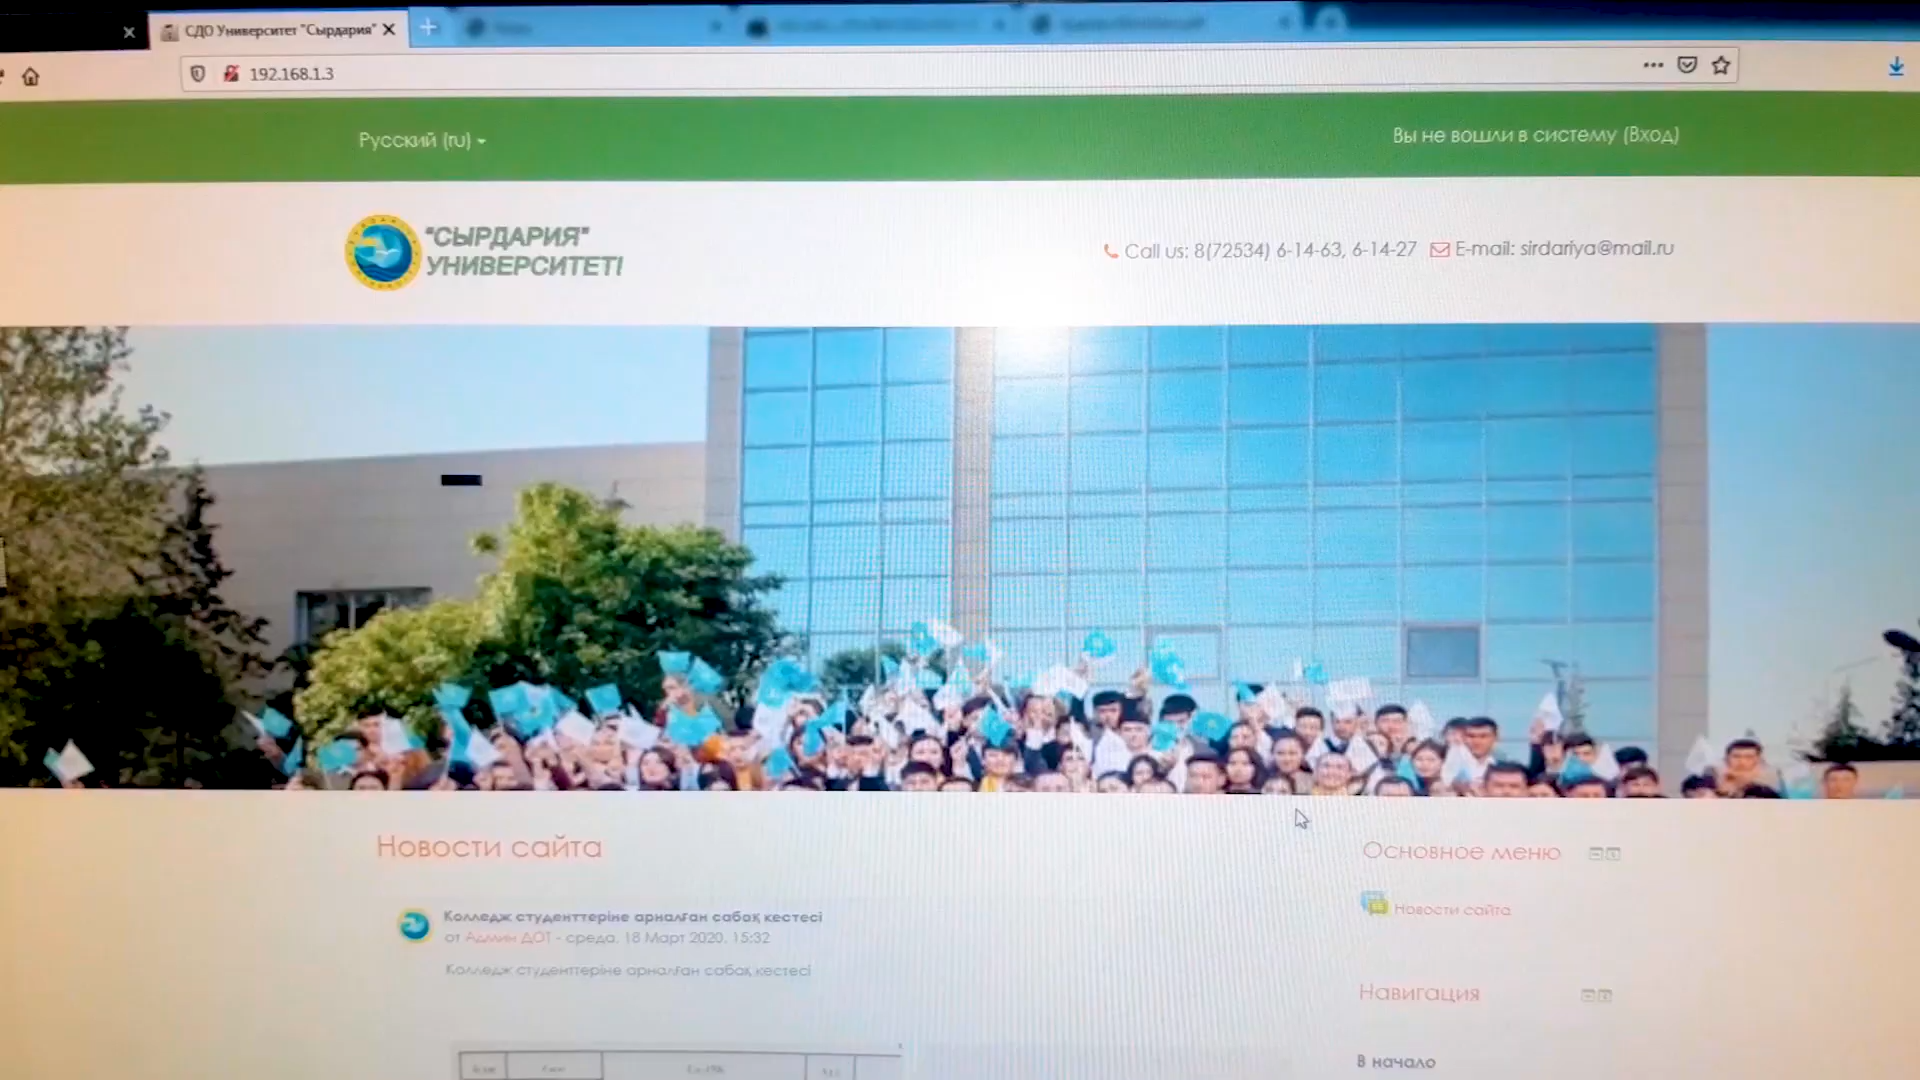 СДО Университет "Сырдария"
192.168.1.3
Русский (ru)
Вы не вошли в систему (Вход)
"СЫРДАРИЯ"
УНИВЕРСИТЕТІ
Call us: 8(72534) 6-14-63, 6-14-27
E-mail: sirdariya@mail.ru
Новости сайта
Колледж студенттеріне арналған сабақ кестесі
от Админ ДОТ - среда, 18 Март 2020, 15:32
Колледж студенттеріне арналған сабақ кестесі
Основное меню
Новости сайта
Навигация
В начало